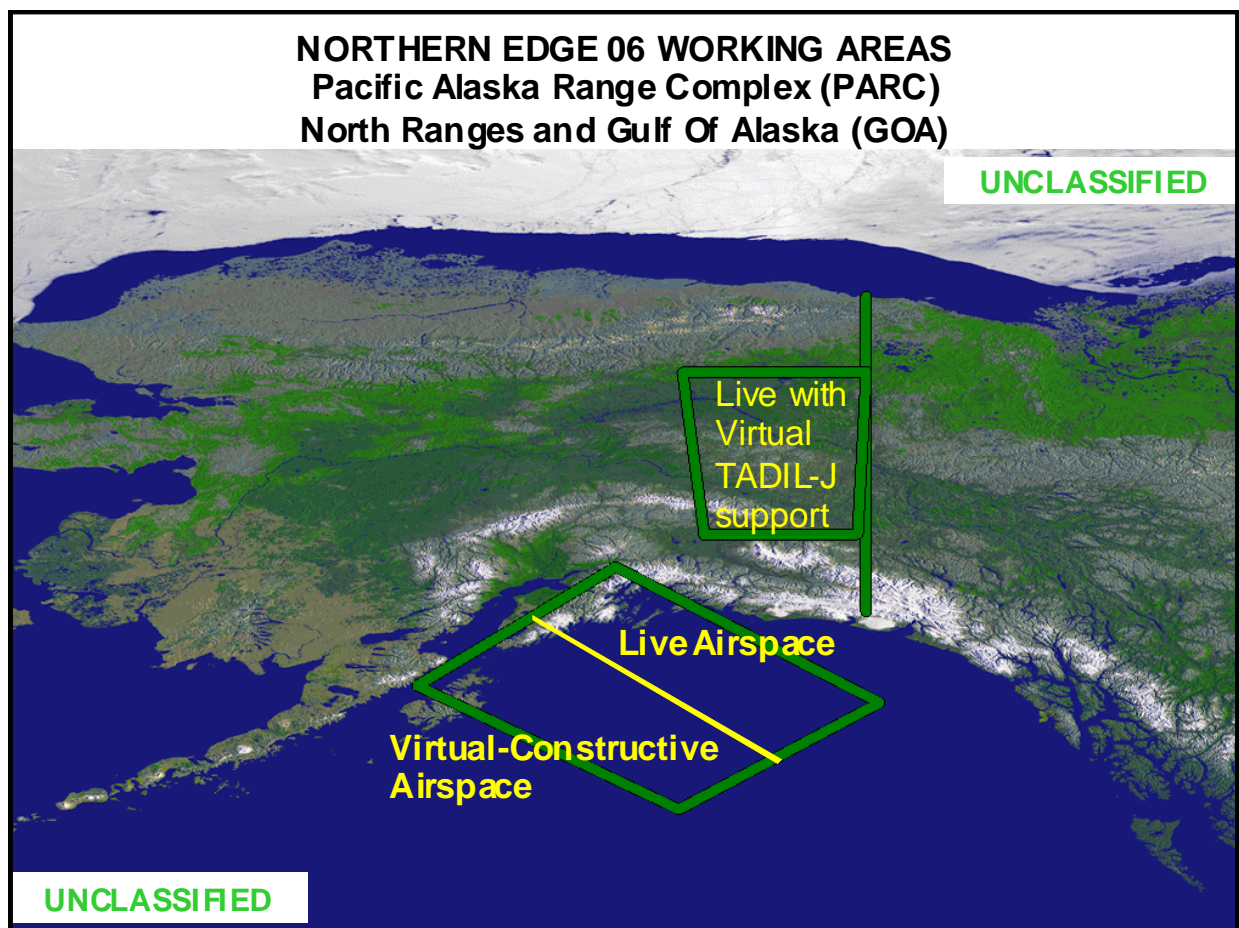 NORTHERN EDGE 06 WORKING AREAS
Pacific Alaska Range Complex (PARC)
North Ranges and Gulf Of Alaska (GOA)
UNCLASSIFIED
Live with
Virtual
TADIL-J
support
Live Airspace
Virtual-Constructive
Airspace
UNCLASSIFIED